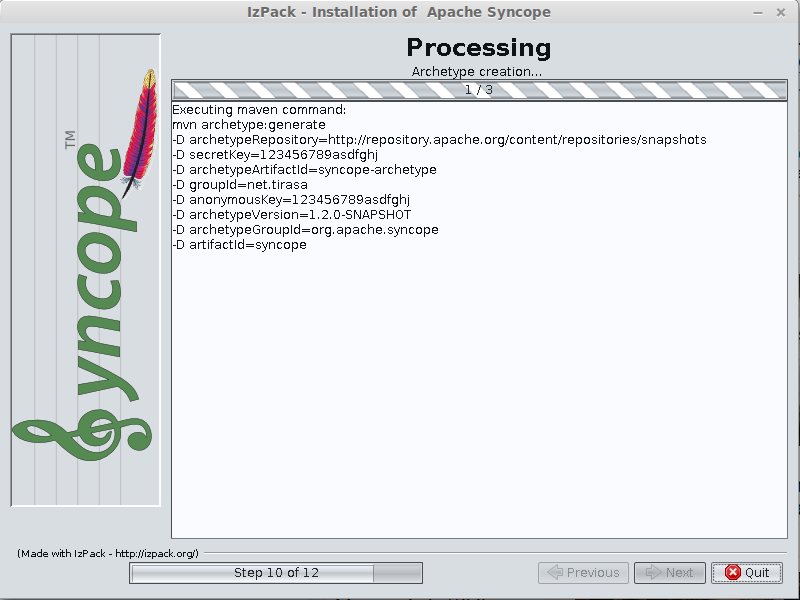 IzPack - Installation of  Apache Syncope
Syncope TM
Processing
Archetype creation...
1 / 3
Executing maven command:
mvn archetype:generate
-D archetypeRepository=http://repository.apache.org/content/repositories/snapshots
-D secretKey=123456789asdfghj
-D archetypeArtifactId=syncope-archetype
-D groupId=net.tirasa
-D anonymousKey=123456789asdfghj
-D archetypeVersion=1.2.0-SNAPSHOT
-D archetypeGroupId=org.apache.syncope
-D artifactId=syncope
(Made with IzPack - http://izpack.org/)
Step 10 of 12
Previous
Next
Quit